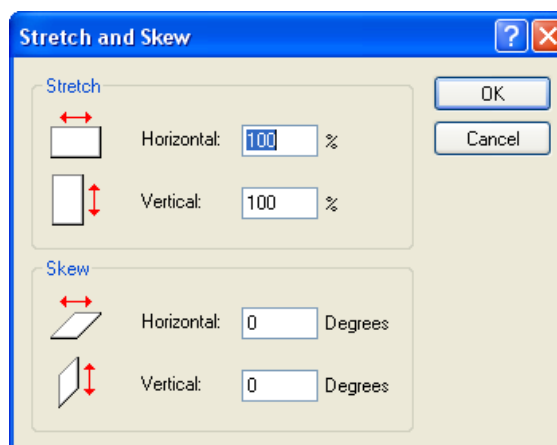 Stretch and Skew
Stretch
OK
Horizontal: 100 %
Cancel
Vertical: 100 %
Skew
Horizontal: 0 Degrees
Vertical: 0 Degrees